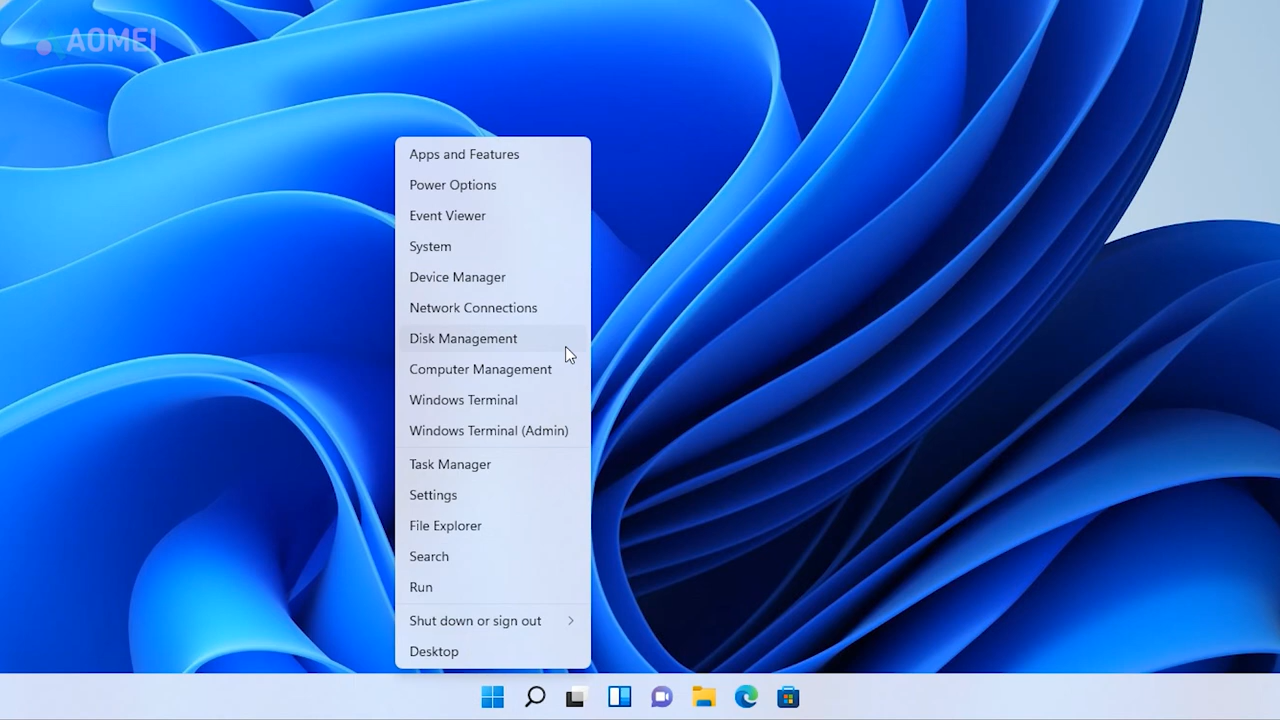 AOMEI
Apps and Features
Power Options
Event Viewer
System
Device Manager
Network Connections
Disk Management
Computer Management
Windows Terminal
Windows Terminal (Admin)
Task Manager
Settings
File Explorer
Search
Run
Shut down or sign out
Desktop